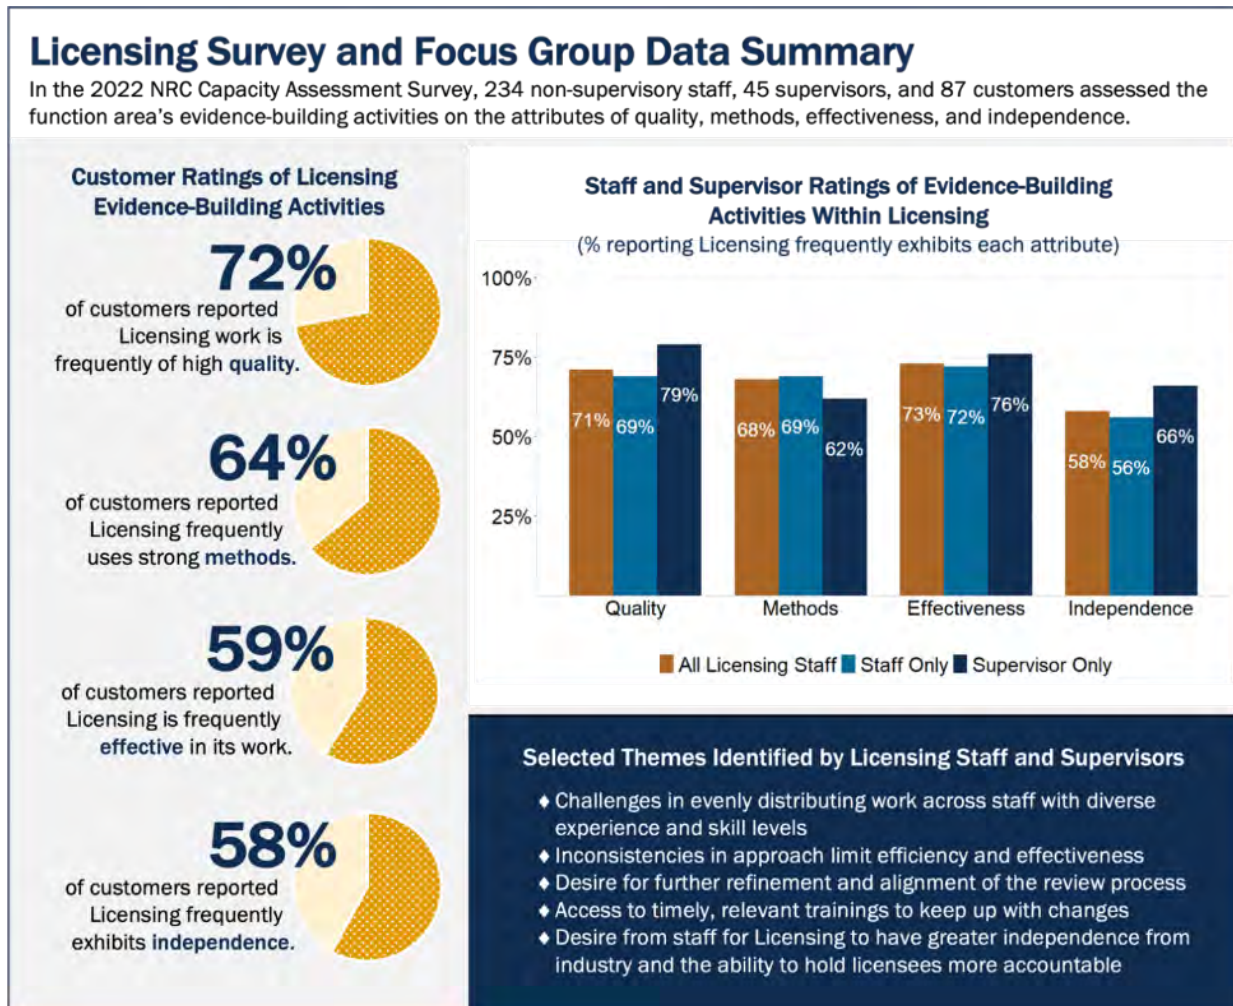 Licensing Survey and Focus Group Data Summary
In the 2022 NRC Capacity Assessment Survey, 234 non-supervisory staff, 45 supervisors, and 87 customers assessed the
function area's evidence-building activities on the attributes of quality, methods, effectiveness, and independence.
Customer Ratings of Licensing
Evidence-Building Activities
72%
of customers reported
Licensing work is
frequently of high quality.
64%
of customers reported
Licensing frequently
uses strong methods.
59%
of customers reported
Licensing is frequently
effective in its work.
58%
of customers reported
Licensing frequently
exhibits independence.
Staff and Supervisor Ratings of Evidence-Building
Activities Within Licensing
(% reporting Licensing frequently exhibits each attribute)
100%
75%
50%
25%
71% 69% 79%
68% 69% 62%
73% 72% 76%
58% 56% 66%
Quality Methods Effectiveness Independence
All Licensing Staff Staff Only Supervisor Only
Selected Themes Identified by Licensing Staff and Supervisors
♦ Challenges in evenly distributing work across staff with diverse
experience and skill levels
♦ Inconsistencies in approach limit efficiency and effectiveness
♦ Desire for further refinement and alignment of the review process
♦ Access to timely, relevant trainings to keep up with changes
♦ Desire from staff for Licensing to have greater independence from
industry and the ability to hold licensees more accountable